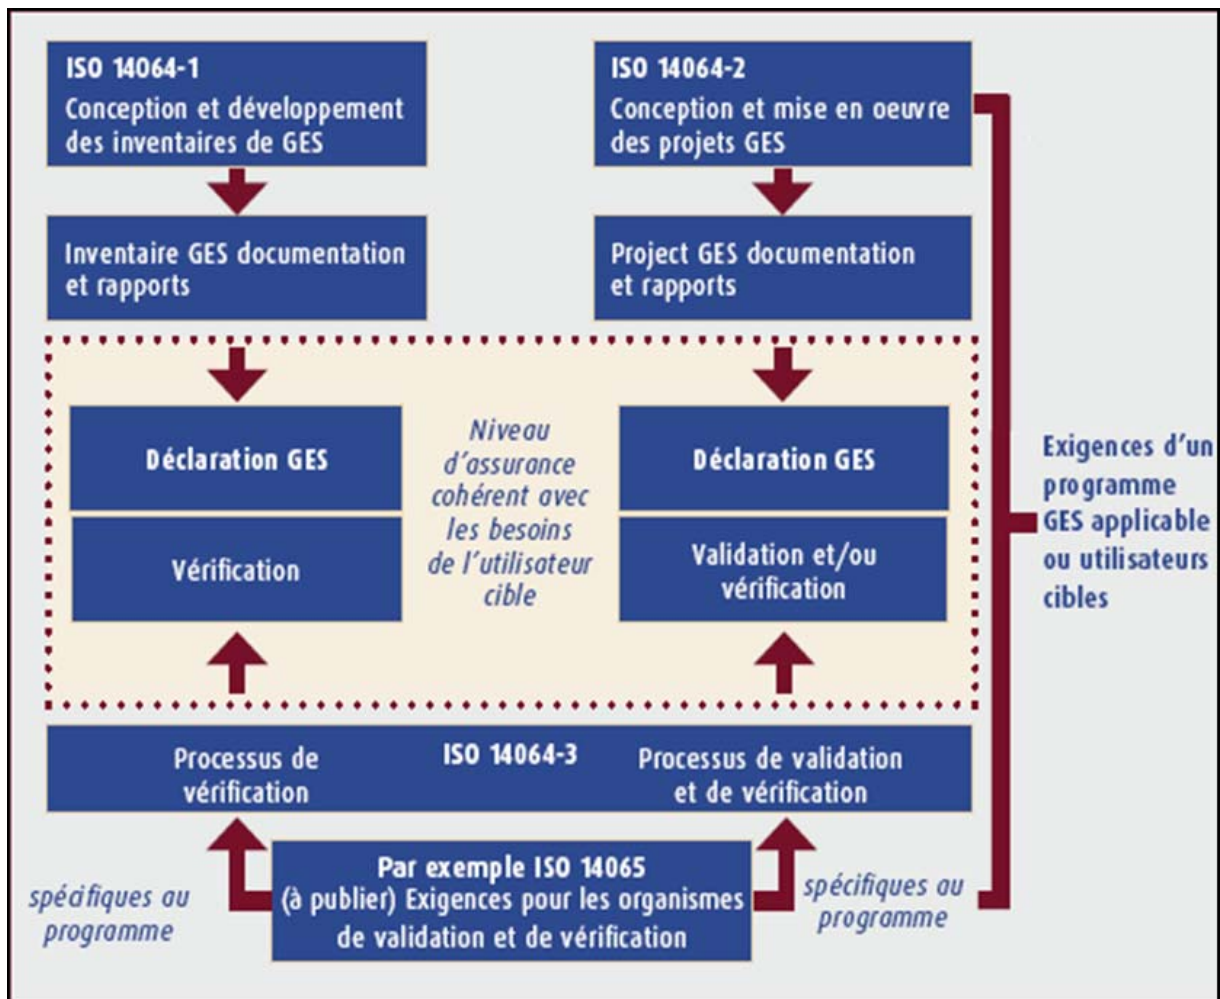 ISO 14064-1
Conception et développement
des inventaires de GES
ISO 14064-2
Conception et mise en oeuvre
des projets GES
Inventaire GES documentation
et rapports
Project GES documentation
et rapports
Déclaration GES
Vérification
Niveau
d'assurance
cohérent avec
les besoins
de l'utilisateur
cible
Déclaration GES
Validation et/ou
vérification
Exigences d'un
programme
GES applicable
ou utilisateurs
cibles
Processus de
vérification
ISO 14064-3
Processus de validation
et de vérification
spécifiques au
programme
Par exemple ISO 14065
(à publier) Exigences pour les organismes
de validation et de vérification
spécifiques au
programme